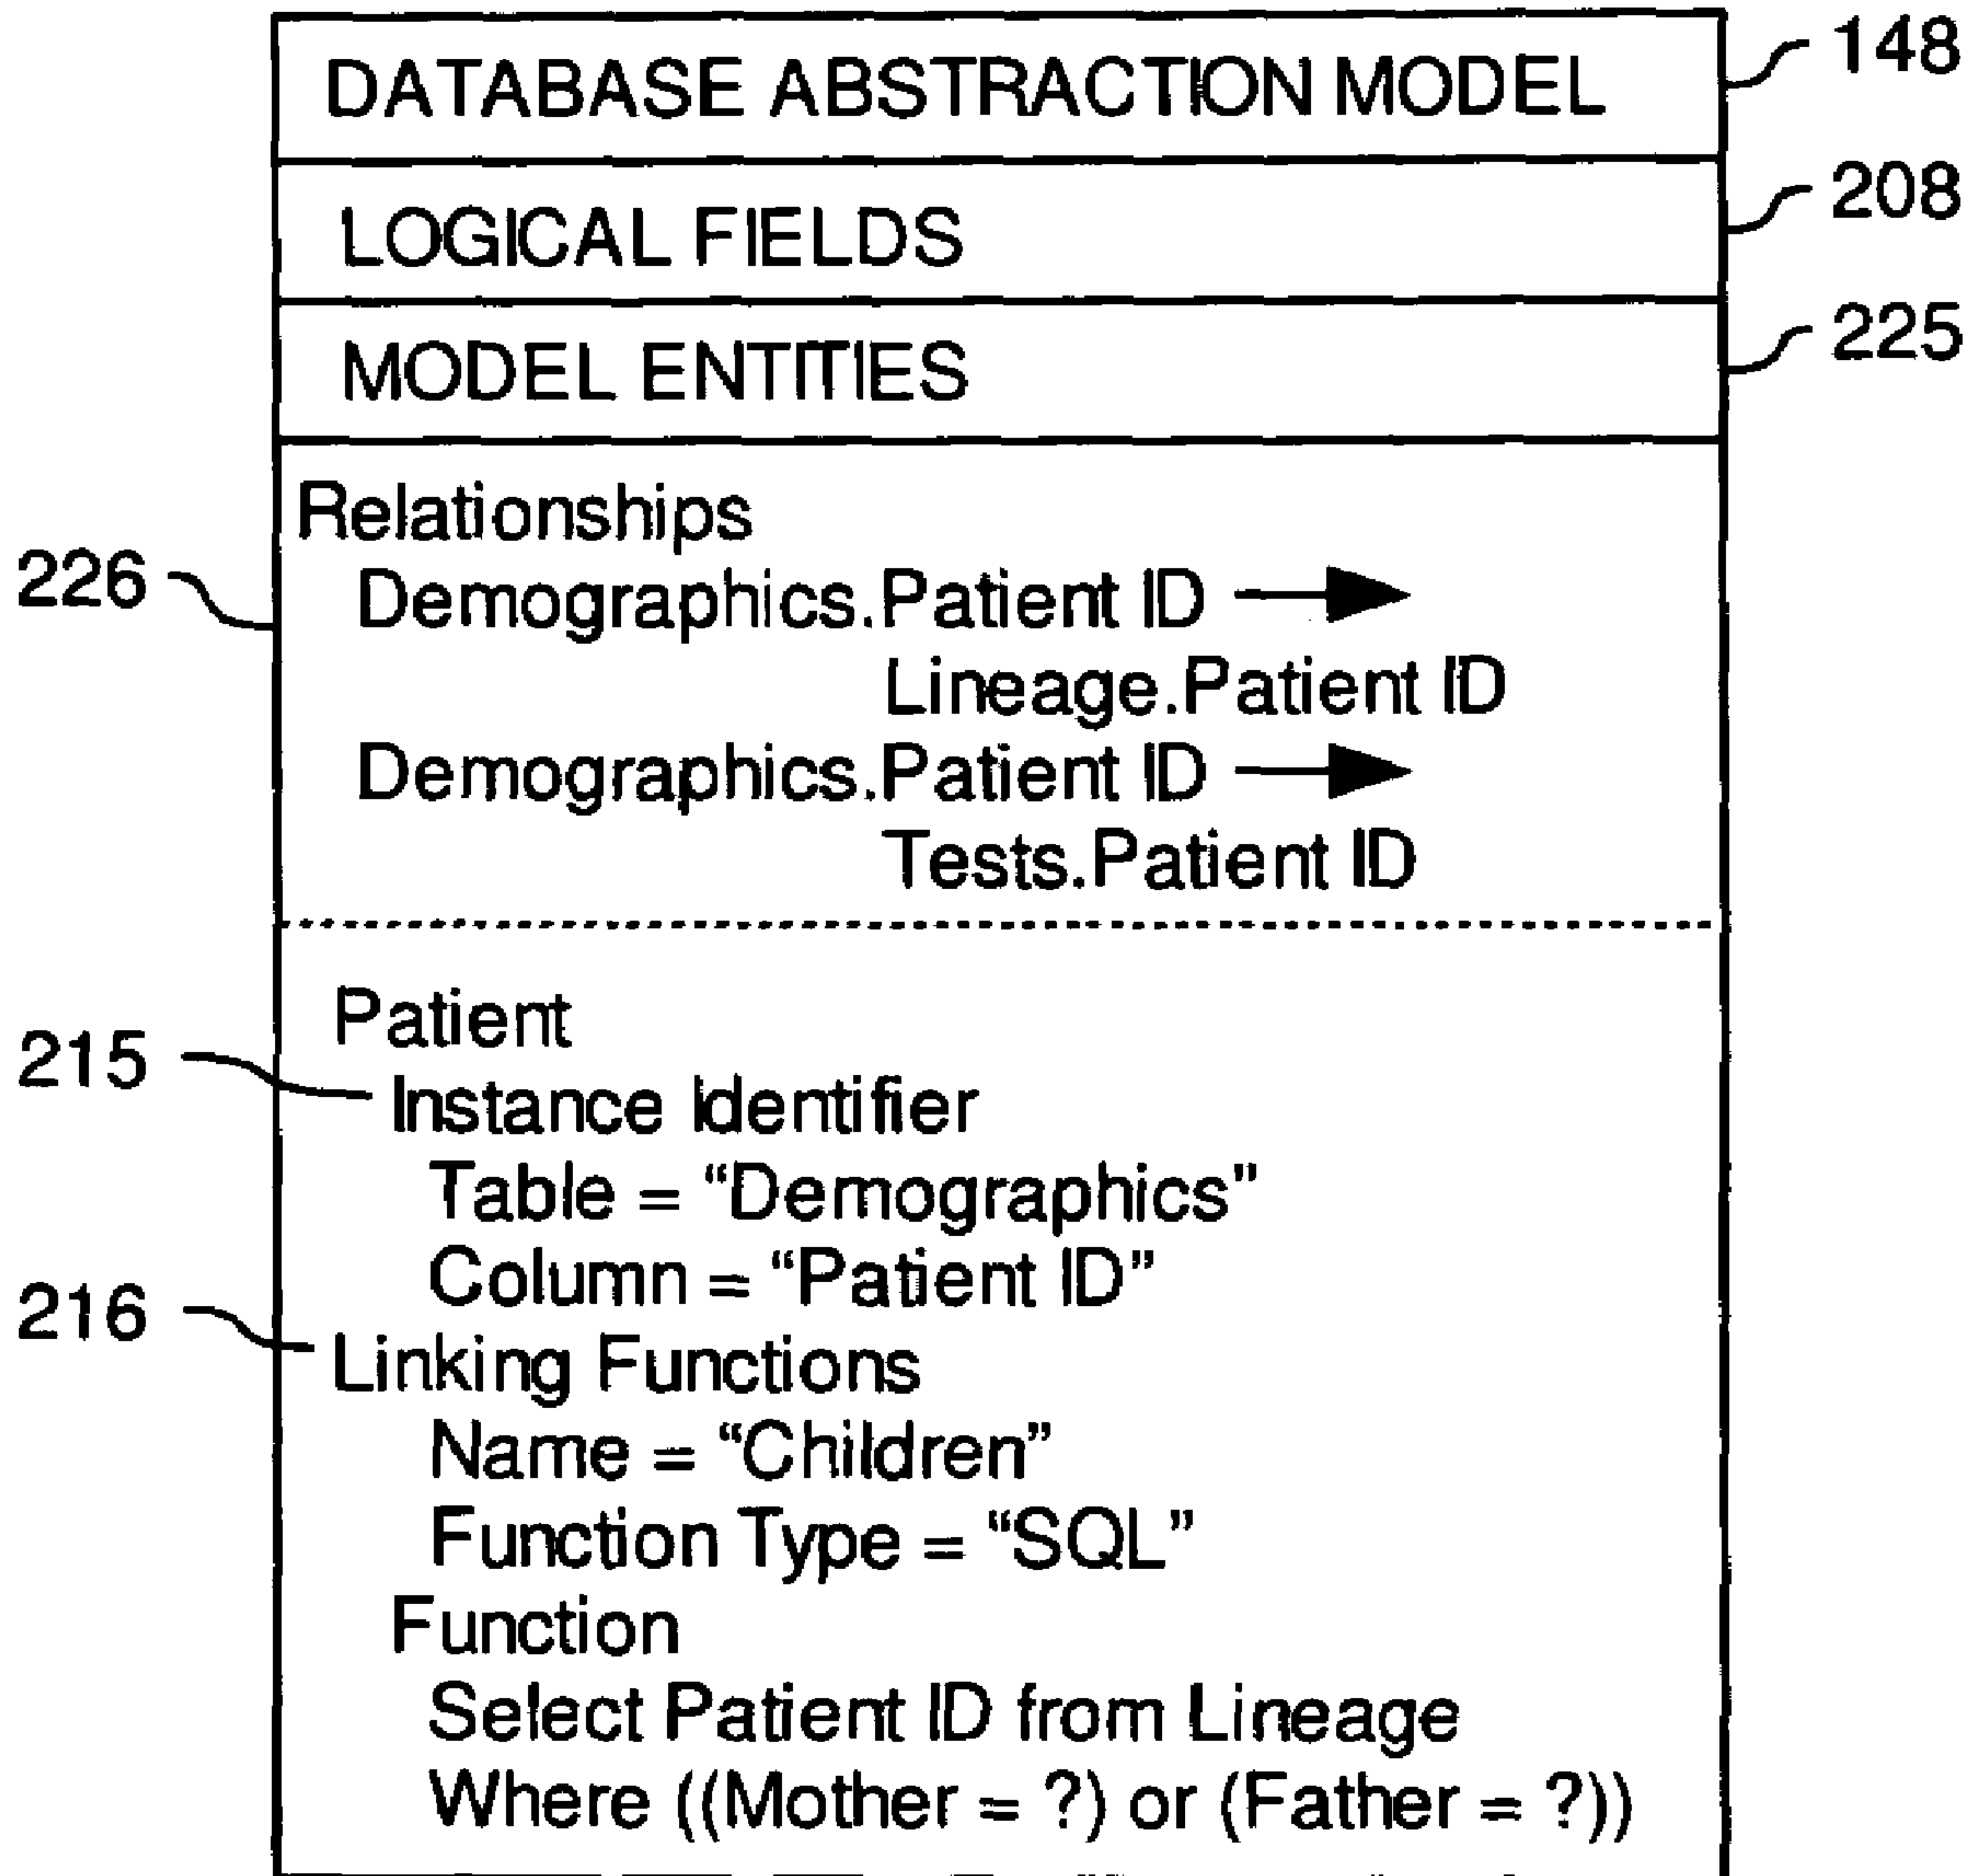 DATABASE ABSTRACTION MODEL
148
LOGICAL FIELDS
208
MODEL ENTITIES
225
Relationships
226
Demographics.Patient ID
Lineage.Patient ID
Demographics.Patient ID
Tests.Patient ID
Patient
215
Instance Identifier
Table = “Demographics”
Column = “Patient ID”
216
Linking Functions
Name = “Children”
Function Type = “SQL”
Function
Select Patient ID from Lineage
Where ((Mother = ?) or (Father = ?))